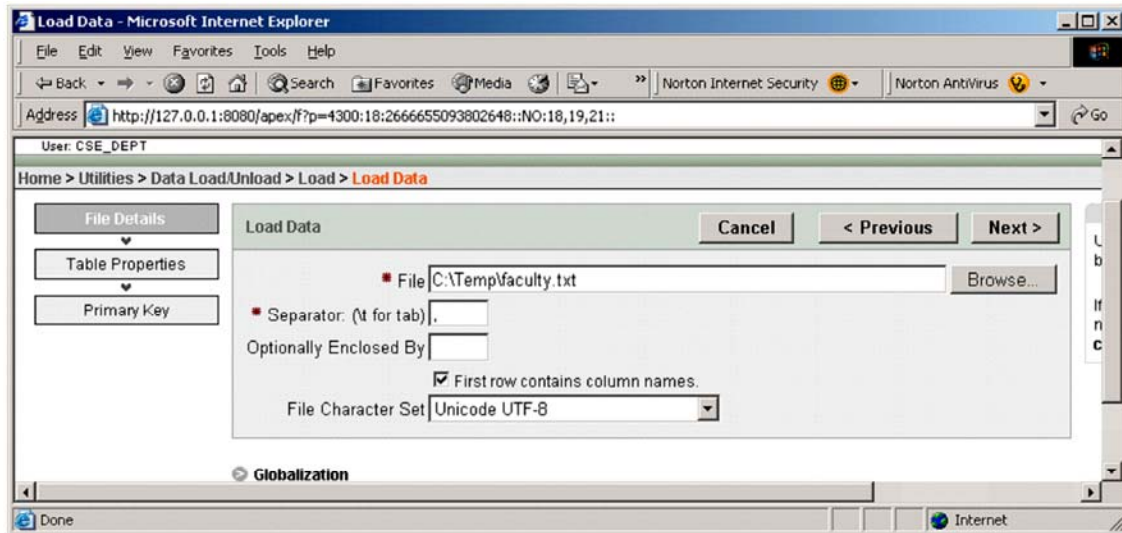 Load Data - Microsoft Internet Explorer
File Edit View Favorites Tools Help
Back Search Favorites Media » Norton Internet Security Norton AntiVirus
Address http://127.0.0.1:8080/apex/f?p=4300:18:2666655093802648::NO:18,19,21:: Go
User: CSE_DEPT
Home > Utilities > Data Load/Unload > Load > Load Data
File Details
Table Properties
Primary Key
Load Data Cancel < Previous Next >
* File C:\Temp\faculty.txt Browse...
* Separator: (\t for tab) ,
Optionally Enclosed By
First row contains column names.
File Character Set Unicode UTF-8
Globalization
Done Internet